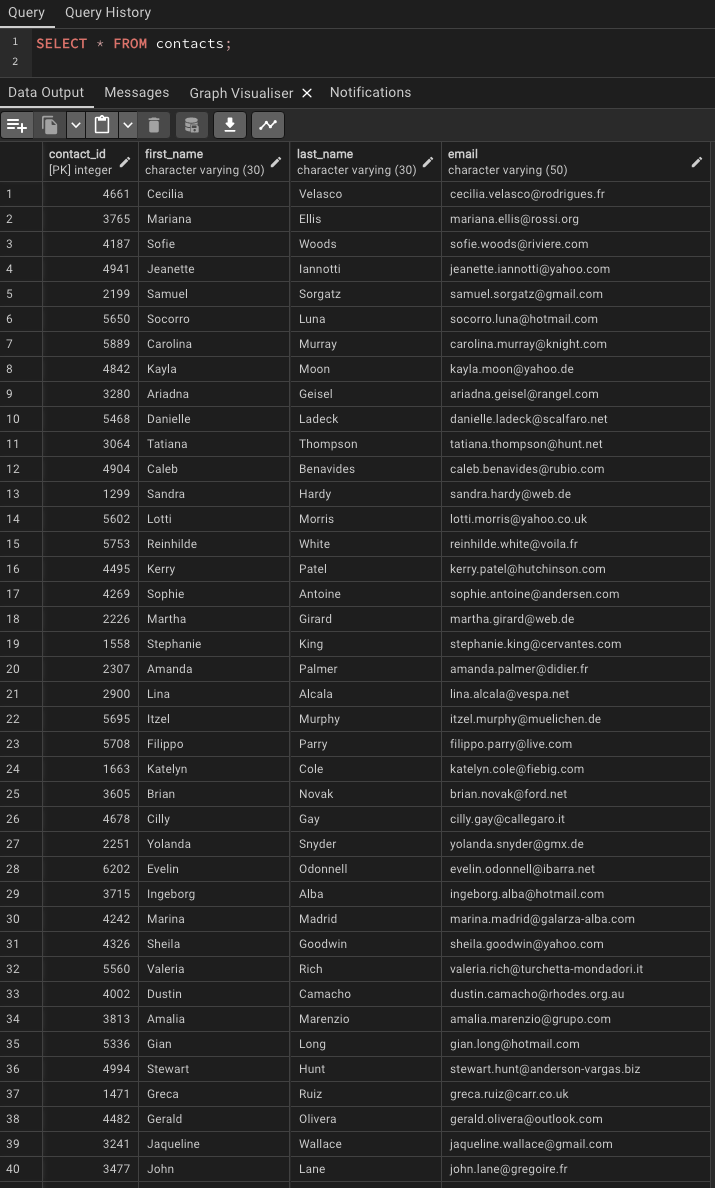 Query Query History
1 SELECT * FROM contacts;
2
Data Output Messages Graph Visualiser Notifications
contact_id first_name last_name email
[PK] integer character varying (30) character varying (30) character varying (50)
1 4661 Cecilia Velasco cecilia.velasco@rodrigues.fr
2 3765 Mariana Ellis mariana.ellis@rossi.org
3 4187 Sofie Woods sofie.woods@riviere.com
4 4941 Jeanette Iannotti jeanette.iannotti@yahoo.com
5 2199 Samuel Sorgatz samuel.sorgatz@gmail.com
6 5650 Socorro Luna socorro.luna@hotmail.com
7 5889 Carolina Murray carolina.murray@knight.com
8 4842 Kayla Moon kayla.moon@yahoo.de
9 3280 Ariadna Geisel ariadna.geisel@rangel.com
10 5468 Danielle Ladeck danielle.ladeck@scalfaro.net
11 3064 Tatiana Thompson tatiana.thompson@hunt.net
12 4904 Caleb Benavides caleb.benavides@rubio.com
13 1299 Sandra Hardy sandra.hardy@web.de
14 5602 Lotti Morris lotti.morris@yahoo.co.uk
15 5753 Reinhilde White reinhilde.white@voila.fr
16 4495 Kerry Patel kerry.patel@hutchinson.com
17 4269 Sophie Antoine sophie.antoine@andersen.com
18 2226 Martha Girard martha.girard@web.de
19 1558 Stephanie King stephanie.king@cervantes.com
20 2307 Amanda Palmer amanda.palmer@didier.fr
21 2900 Lina Alcala lina.alcala@vespa.net
22 5695 Itzel Murphy itzel.murphy@muelichen.de
23 5708 Filippo Parry filippo.parry@live.com
24 1663 Katelyn Cole katelyn.cole@fiebig.com
25 3605 Brian Novak brian.novak@ford.net
26 4678 Cilly Gay cilly.gay@callegaro.it
27 2251 Yolanda Snyder yolanda.snyder@gmx.de
28 6202 Evelin Odonnell evelin.odonnell@ibarra.net
29 3715 Ingeborg Alba ingeborg.alba@hotmail.com
30 4242 Marina Madrid marina.madrid@galarza-alba.com
31 4326 Sheila Goodwin sheila.goodwin@yahoo.com
32 5560 Valeria Rich valeria.rich@turchetta-mondadori.it
33 4002 Dustin Camacho dustin.camacho@rhodes.org.au
34 3813 Amalia Marenzio amalia.marenzio@grupo.com
35 5336 Gian Long gian.long@hotmail.com
36 4994 Stewart Hunt stewart.hunt@anderson-vargas.biz
37 1471 Greca Ruiz greca.ruiz@carr.co.uk
38 4482 Gerald Olivera gerald.olivera@outlook.com
39 3241 Jaqueline Wallace jaqueline.wallace@gmail.com
40 3477 John Lane john.lane@gregoire.fr